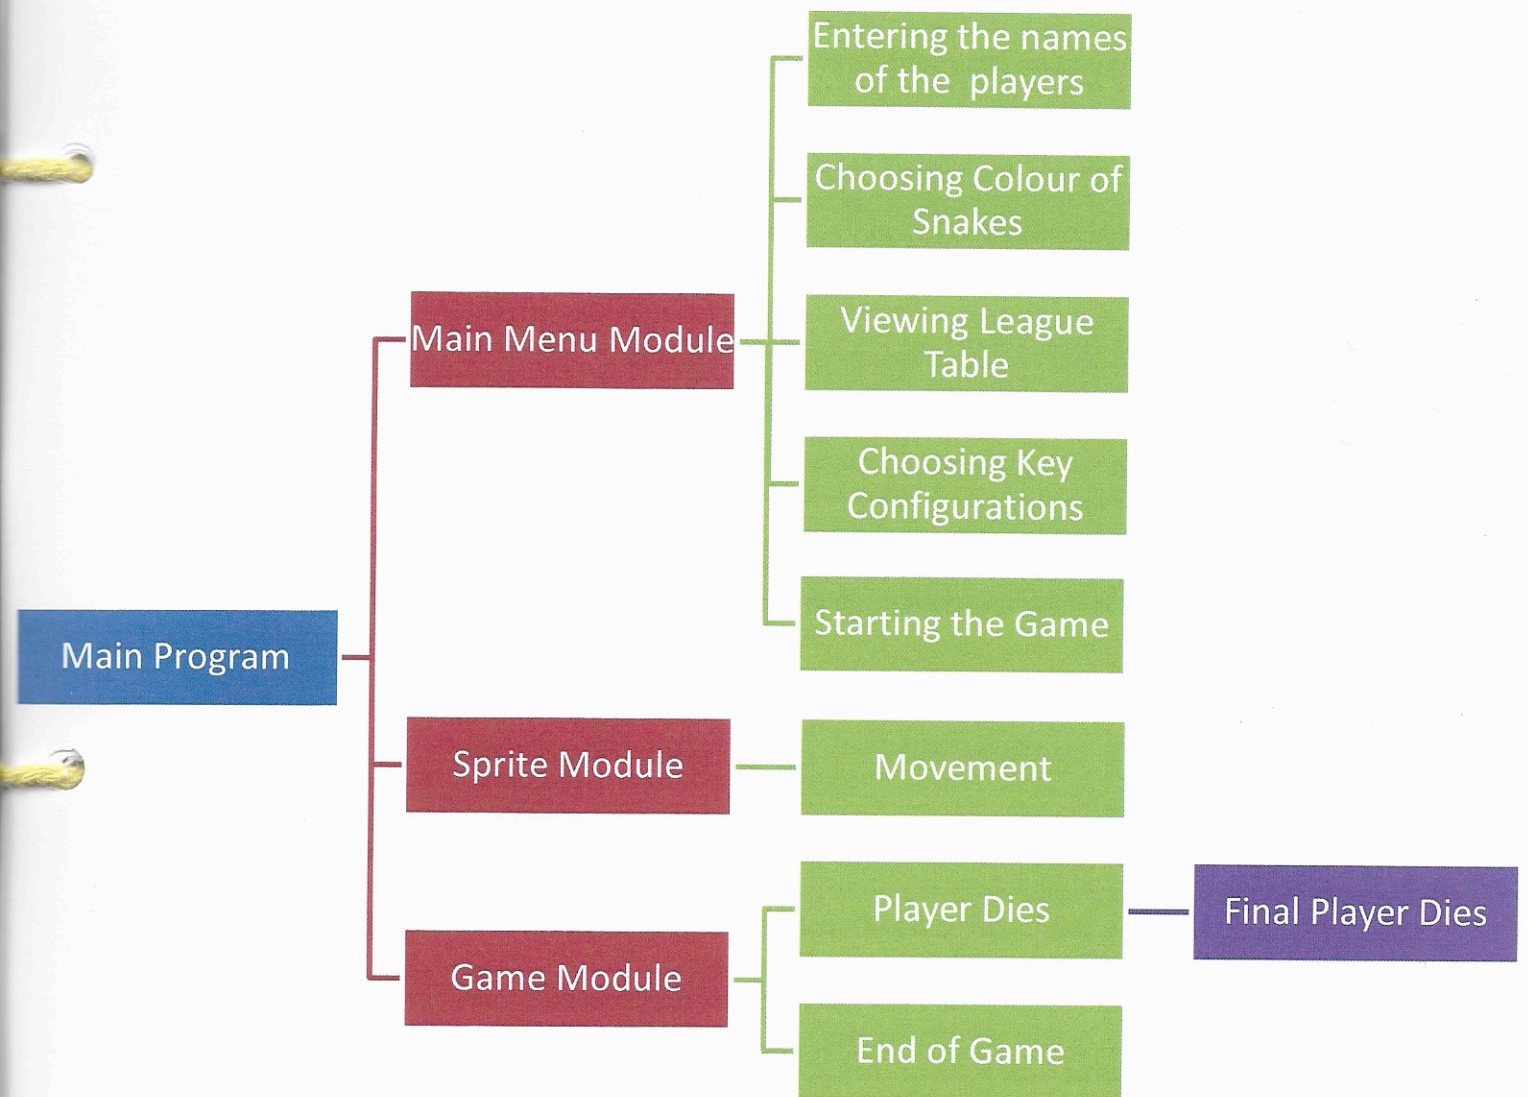 Entering the names
of the players
Choosing Colour of
Snakes
Main Menu Module
Viewing League
Table
Choosing Key
Configurations
Starting the Game
Main Program
Sprite Module
Movement
Player Dies
Final Player Dies
Game Module
End of Game